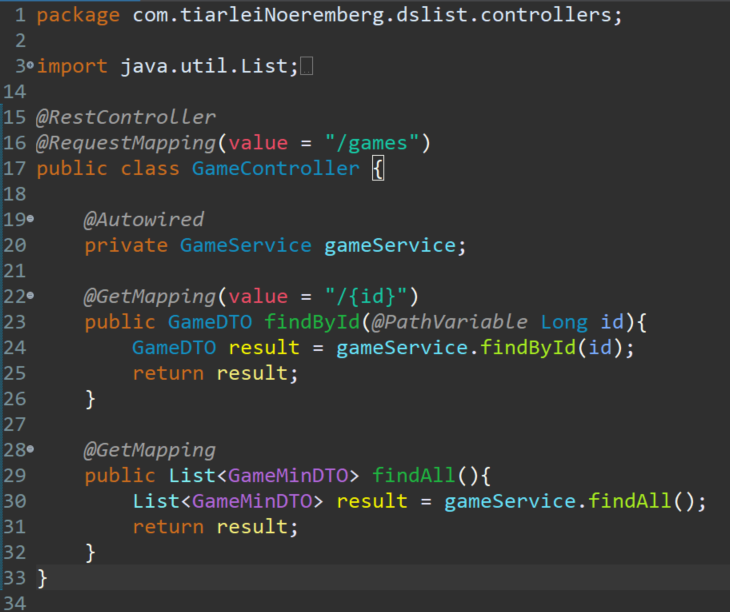 1 package com.tiarleiNoeremberg.dslist.controllers;
2
3 import java.util.List;
14
15 @RestController
16 @RequestMapping(value = "/games")
17 public class GameController {
18
19     @Autowired
20     private GameService gameService;
21
22     @GetMapping(value = "/{id}")
23     public GameDTO findById(@PathVariable Long id){
24         GameDTO result = gameService.findById(id);
25         return result;
26     }
27
28     @GetMapping
29     public List<GameMinDTO> findAll(){
30         List<GameMinDTO> result = gameService.findAll();
31         return result;
32     }
33 }
34